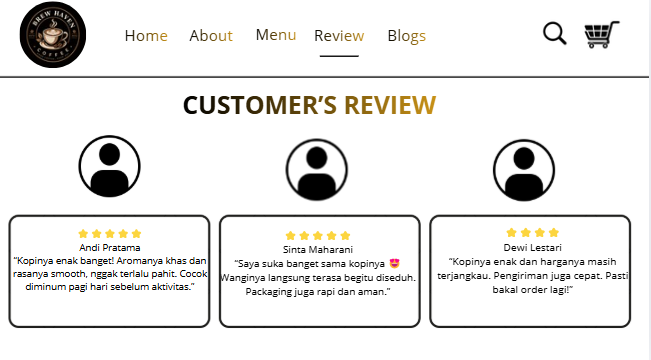 BREW HAVEN
COFFEE
Home About Menu Review Blogs
CUSTOMER’S REVIEW
Andi Pratama
“Kopinya enak banget! Aromanya khas dan
rasanya smooth, nggak terlalu pahit. Cocok
diminum pagi hari sebelum aktivitas.”
Sinta Maharani
“Saya suka banget sama kopinya 😍
Wanginya langsung terasa begitu diseduh.
Packaging juga rapi dan aman.”
Dewi Lestari
“Kopinya enak dan harganya masih
terjangkau. Pengiriman juga cepat. Pasti
bakal order lagi!”